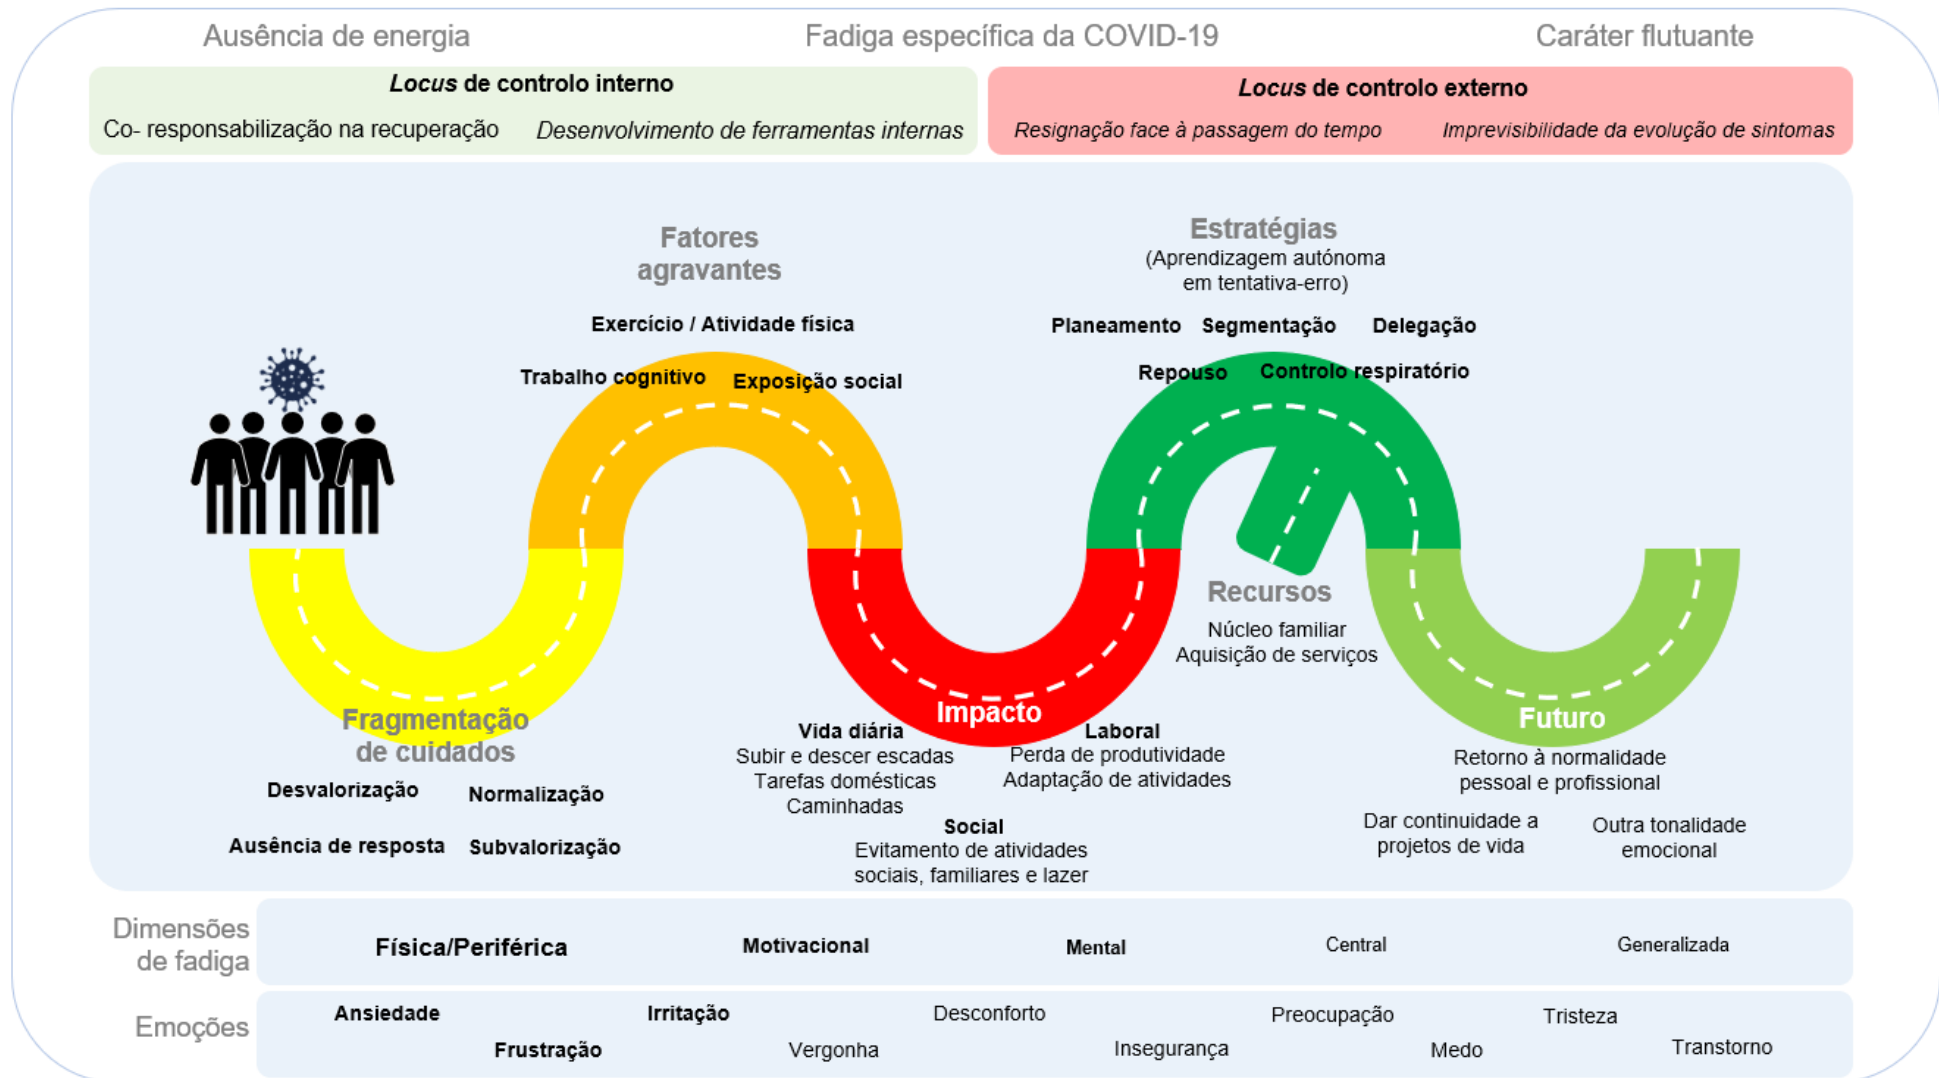 Ausência de energia
Fadiga específica da COVID-19
Caráter flutuante
Locus de controlo interno
Co- responsabilização na recuperação
Desenvolvimento de ferramentas internas
Locus de controlo externo
Resignação face à passagem do tempo
Imprevisibilidade da evolução de sintomas
Fatores
agravantes
Exercício / Atividade física
Trabalho cognitivo
Exposição social
Estratégias
(Aprendizagem autónoma
em tentativa-erro)
Planeamento
Segmentação
Delegação
Repouso
Controlo respiratório
Recursos
Núcleo familiar
Aquisição de serviços
Fragmentação
de cuidados
Desvalorização
Normalização
Ausência de resposta
Subvalorização
Impacto
Vida diária
Subir e descer escadas
Tarefas domésticas
Caminhadas
Laboral
Perda de produtividade
Adaptação de atividades
Social
Evitamento de atividades
sociais, familiares e lazer
Futuro
Retorno à normalidade
pessoal e profissional
Dar continuidade a
projetos de vida
Outra tonalidade
emocional
Dimensões
de fadiga
Física/Periférica
Motivacional
Mental
Central
Generalizada
Emoções
Ansiedade
Irritação
Desconforto
Preocupação
Tristeza
Frustração
Vergonha
Insegurança
Medo
Transtorno